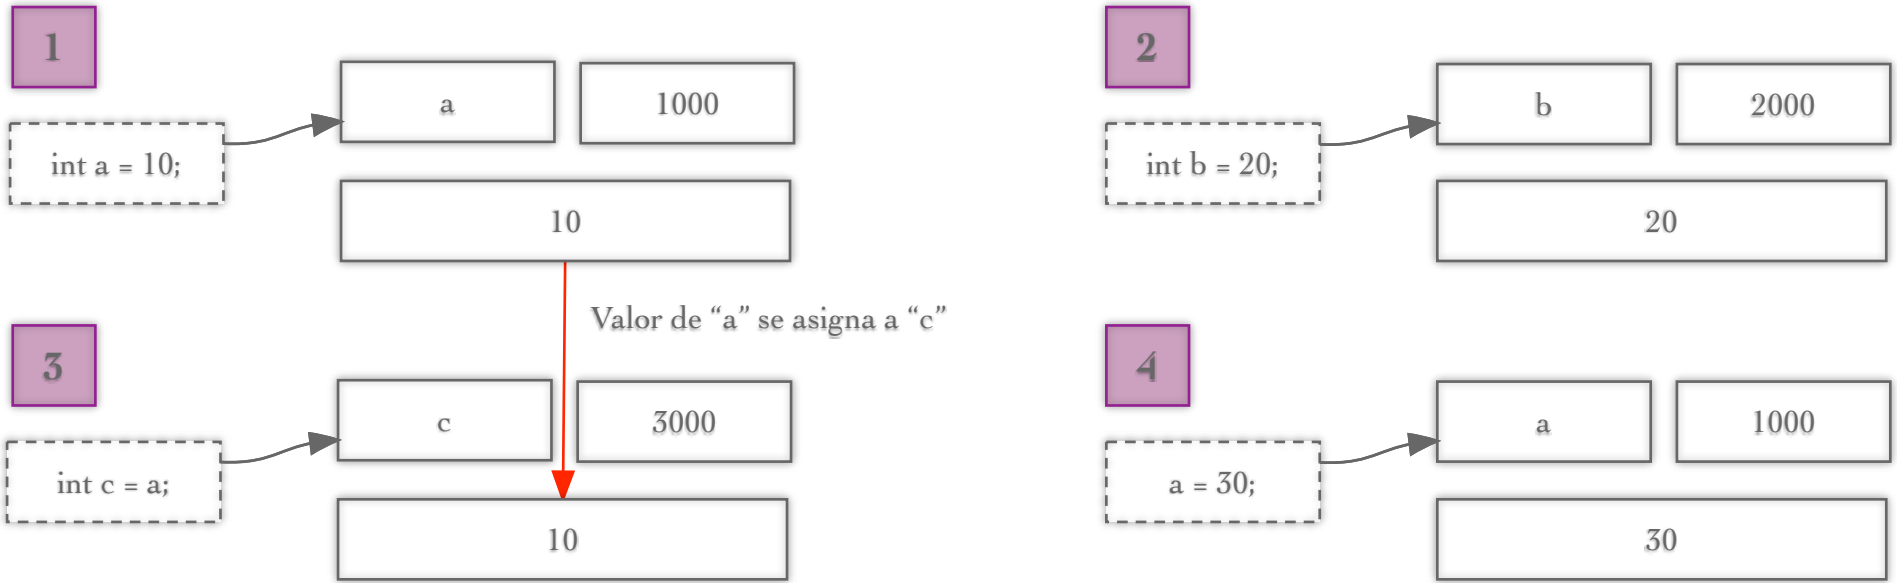 1
a
1000
int a = 10;
10
2
b
2000
int b = 20;
20
Valor de “a” se asigna a “c”
3
c
3000
int c = a;
10
4
a
1000
a = 30;
30